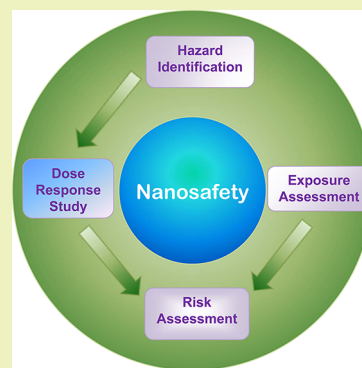 Hazard
Identification
Dose
Response
Study
Nanosafety
Exposure
Assessment
Risk
Assessment